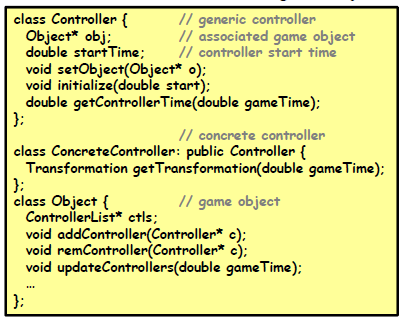 class Controller {  // generic controller
Object* obj;  // associated game object
double startTime;  // controller start time
void setObject(Object* o);
void initialize(double start);
double getControllerTime(double gameTime);
};
// concrete controller
class ConcreteController: public Controller {
Transformation getTransformation(double gameTime);
};
class Object {  // game object
ControllerList* ctls;
void addController(Controller* c);
void remController(Controller* c);
void updateControllers(double gameTime);
…
};